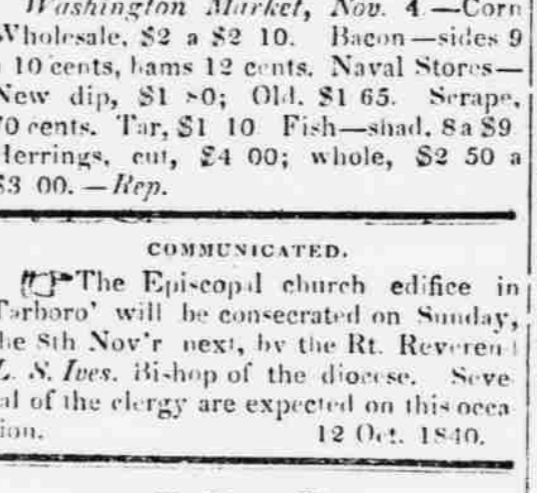 Washington Market, Nov. 4.—Corn
Wholesale, $2 a $2 10. Bacon—sides 9
10 cents, hams 12 cents. Naval Stores—
New dip, $1 80; Old, $1 65. Scrape,
70 cents. Tar, $1 10 Fish—shad, 8 a $9
Herrings, cut, $4 00; whole, $2 50 a
$3 00.—Rep.
COMMUNICATED.
☞The Episcopal church edifice in
Tarboro' will be consecrated on Sunday,
the 8th Nov'r next, by the Rt. Reverend
L. S. Ives, Bishop of the diocese. Seve
ral of the clergy are expected on this occa
sion. 12 Oct. 1840.